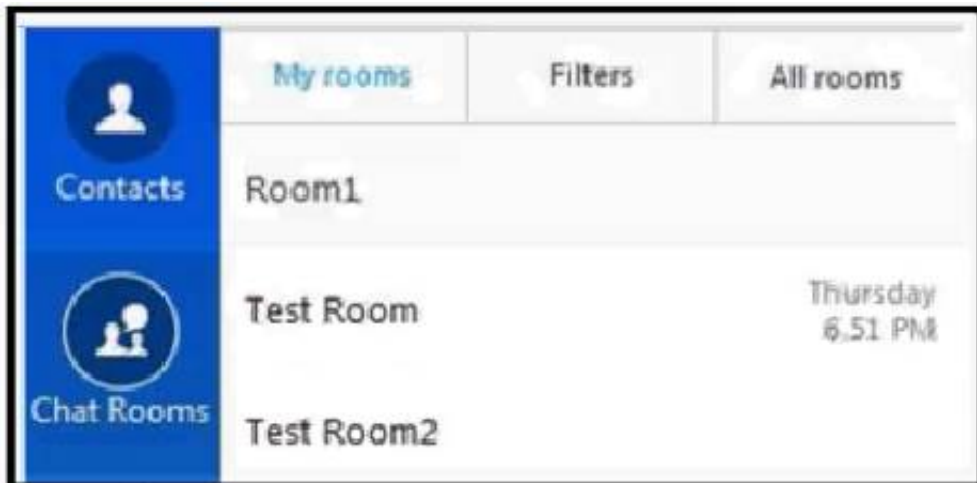 My rooms
Filters
All rooms
Contacts
Room1
Test Room
Thursday
6.51 PM
Chat Rooms
Test Room2